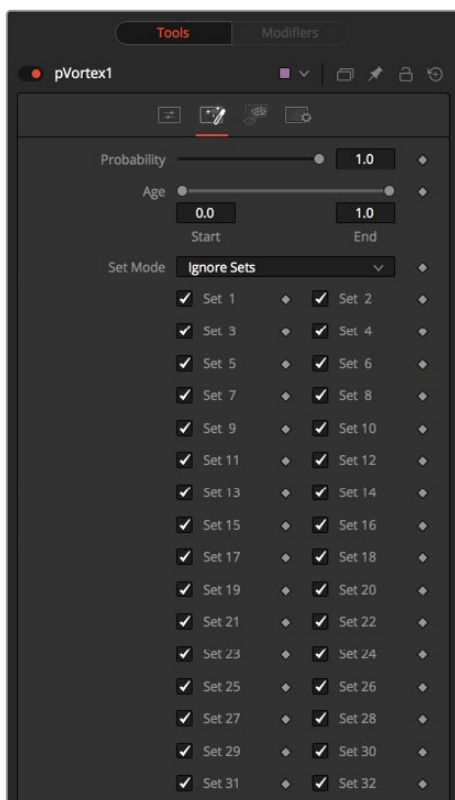 Tools Modifiers
pVortex1
Probability 1.0
Age
0.0 1.0
Start End
Set Mode Ignore Sets
Set 1 Set 2
Set 3 Set 4
Set 5 Set 6
Set 7 Set 8
Set 9 Set 10
Set 11 Set 12
Set 13 Set 14
Set 15 Set 16
Set 17 Set 18
Set 19 Set 20
Set 21 Set 22
Set 23 Set 24
Set 25 Set 26
Set 27 Set 28
Set 29 Set 30
Set 31 Set 32